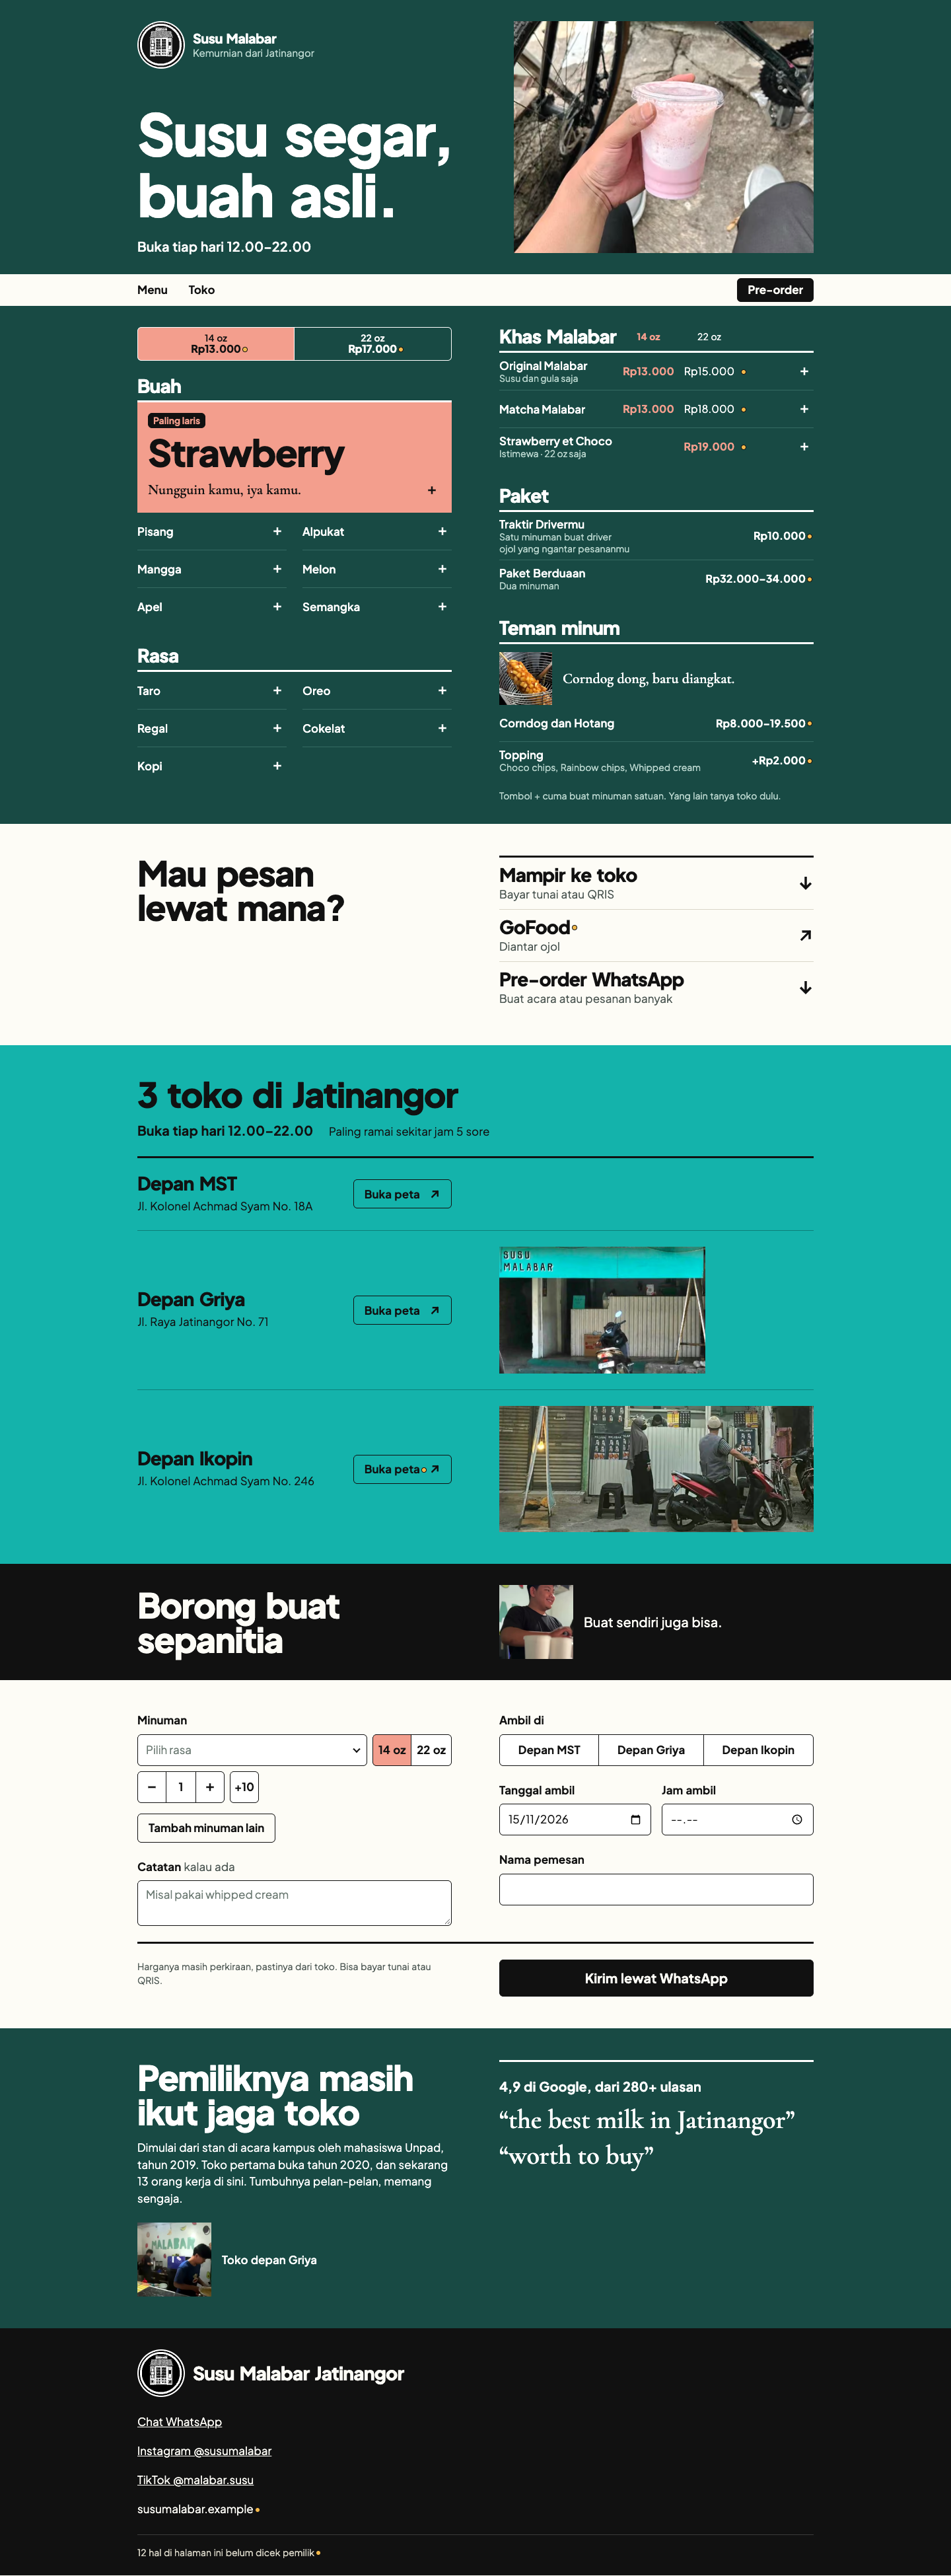 Susu Malabar
Kemurnian dari Jatinangor
Susu segar,
buah asli.
Buka tiap hari 12.00–22.00
Menu
Toko
Pre-order
14 oz
Rp13.000
22 oz
Rp17.000
Buah
Paling laris
Strawberry
Nungguin kamu, iya kamu.
+
Pisang +
Alpukat +
Mangga +
Melon +
Apel +
Semangka +
Rasa
Taro +
Oreo +
Regal +
Cokelat +
Kopi +
Khas Malabar 14 oz 22 oz
Original Malabar
Susu dan gula saja
Rp13.000 Rp15.000 +
Matcha Malabar Rp13.000 Rp18.000 +
Strawberry et Choco
Istimewa · 22 oz saja
Rp19.000 +
Paket
Traktir Drivermu
Satu minuman buat driver
ojol yang ngantar pesananmu
Rp10.000
Paket Berduaan
Dua minuman
Rp32.000–34.000
Teman minum
Corndog dong, baru diangkat.
Corndog dan Hotang Rp8.000–19.500
Topping
Choco chips, Rainbow chips, Whipped cream
+Rp2.000
Tombol + cuma buat minuman satuan. Yang lain tanya toko dulu.
Mau pesan
lewat mana?
Mampir ke toko
Bayar tunai atau QRIS
↓
GoFood
Diantar ojol
↗
Pre-order WhatsApp
Buat acara atau pesanan banyak
↓
3 toko di Jatinangor
Buka tiap hari 12.00–22.00 Paling ramai sekitar jam 5 sore
Depan MST
Jl. Kolonel Achmad Syam No. 18A
Buka peta ↗
Depan Griya
Jl. Raya Jatinangor No. 71
Buka peta ↗
SUSU
MALABAR
Depan Ikopin
Jl. Kolonel Achmad Syam No. 246
Buka peta ↗
Borong buat
sepanitia
Buat sendiri juga bisa.
Minuman
Pilih rasa
14 oz
22 oz
− 1 + +10
Tambah minuman lain
Catatan kalau ada
Misal pakai whipped cream
Ambil di
Depan MST
Depan Griya
Depan Ikopin
Tanggal ambil
15/11/2026
Jam ambil
--.--
Nama pemesan
Harganya masih perkiraan, pastinya dari toko. Bisa bayar tunai atau
QRIS.
Kirim lewat WhatsApp
Pemiliknya masih
ikut jaga toko
Dimulai dari stan di acara kampus oleh mahasiswa Unpad,
tahun 2019. Toko pertama buka tahun 2020, dan sekarang
13 orang kerja di sini. Tumbuhnya pelan-pelan, memang
sengaja.
MALABAR
Toko depan Griya
4,9 di Google, dari 280+ ulasan
“the best milk in Jatinangor”
“worth to buy”
Susu Malabar Jatinangor
Chat WhatsApp
Instagram @susumalabar
TikTok @malabar.susu
susumalabar.example
12 hal di halaman ini belum dicek pemilik